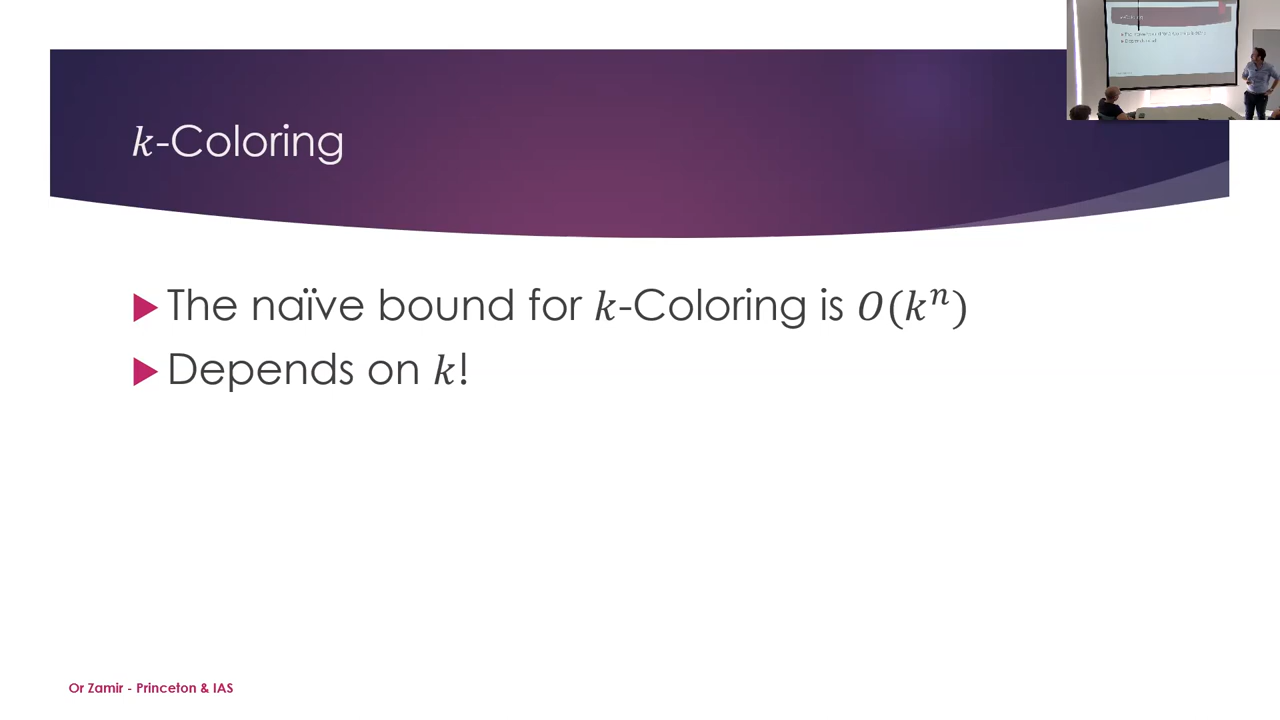 k-Coloring
The naïve bound for k-Coloring is O(kⁿ)
Depends on k!
Or Zamir - Princeton & IAS